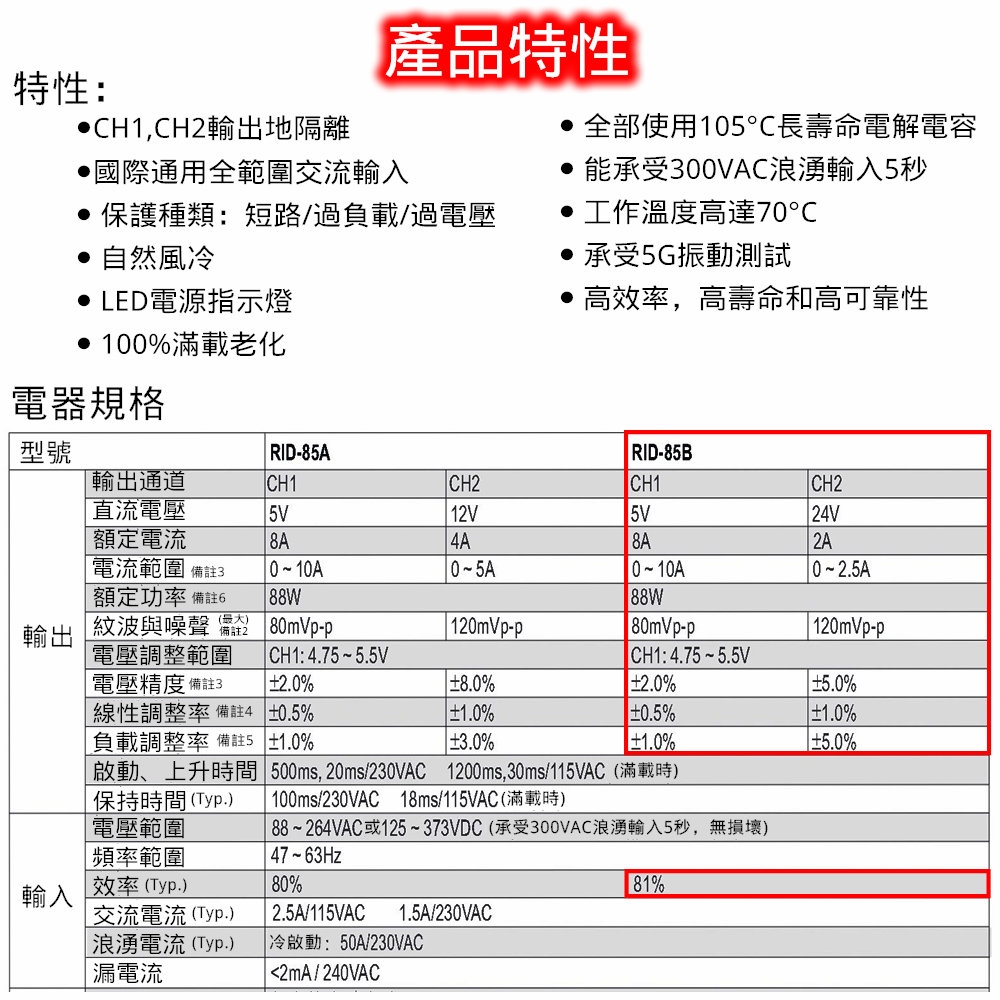 產品特性
特性：
●CH1,CH2輸出地隔離
●國際通用全範圍交流輸入
● 保護種類：短路/過負載/過電壓
● 自然風冷
● LED電源指示燈
● 100%滿載老化
● 全部使用105°C長壽命電解電容
● 能承受300VAC浪湧輸入5秒
● 工作溫度高達70°C
● 承受5G振動測試
● 高效率，高壽命和高可靠性
電器規格
型號 RID-85A RID-85B
輸出
輸出通道 CH1 CH2 CH1 CH2
直流電壓 5V 12V 5V 24V
額定電流 8A 4A 8A 2A
電流範圍 備註3 0~10A 0~5A 0~10A 0~2.5A
額定功率 備註6 88W 88W
紋波與噪聲 (最大) 備註2 80mVp-p 120mVp-p 80mVp-p 120mVp-p
電壓調整範圍 CH1: 4.75~5.5V CH1: 4.75~5.5V
電壓精度 備註3 ±2.0% ±8.0% ±2.0% ±5.0%
線性調整率 備註4 ±0.5% ±1.0% ±0.5% ±1.0%
負載調整率 備註5 ±1.0% ±3.0% ±1.0% ±5.0%
啟動、上升時間 500ms, 20ms/230VAC 1200ms,30ms/115VAC (滿載時)
保持時間 (Typ.) 100ms/230VAC 18ms/115VAC(滿載時)
輸入
電壓範圍 88~264VAC或125~373VDC (承受300VAC浪湧輸入5秒，無損壞)
頻率範圍 47~63Hz
效率 (Typ.) 80% 81%
交流電流 (Typ.) 2.5A/115VAC 1.5A/230VAC
浪湧電流 (Typ.) 冷啟動：50A/230VAC
漏電流 <2mA / 240VAC